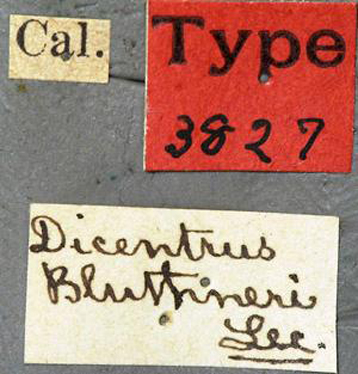 Cal.
Type
3827
Dicentrus
Bluthneri
Lec.